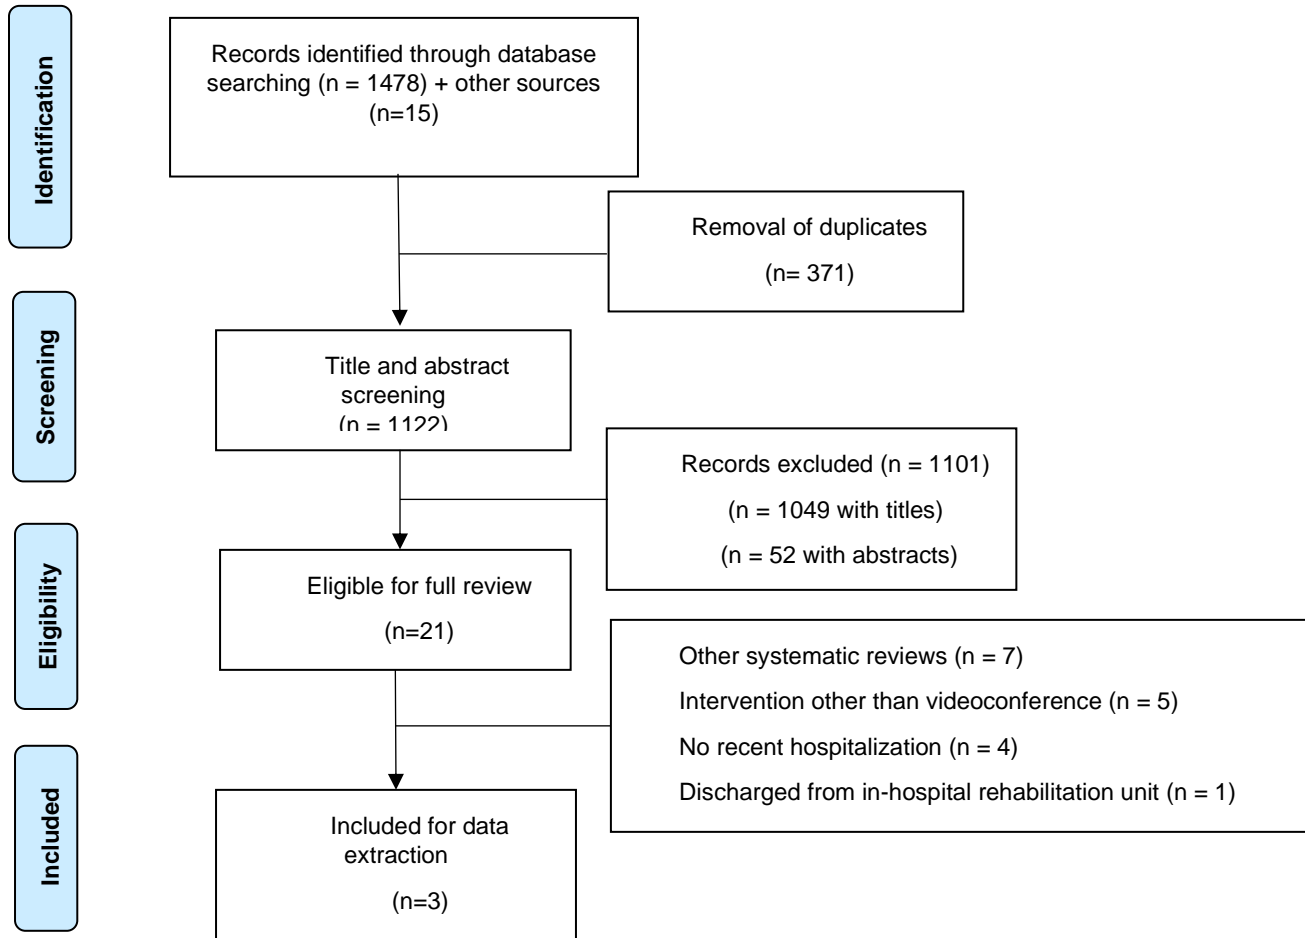 Identification
Records identified through database
searching (n = 1478) + other sources
(n=15)
Removal of duplicates
(n= 371)
Screening
Title and abstract
screening
(n = 1122)
Records excluded (n = 1101)
(n = 1049 with titles)
(n = 52 with abstracts)
Eligibility
Eligible for full review
(n=21)
Other systematic reviews (n = 7)
Intervention other than videoconference (n = 5)
No recent hospitalization (n = 4)
Discharged from in-hospital rehabilitation unit (n = 1)
Included
Included for data
extraction
(n=3)